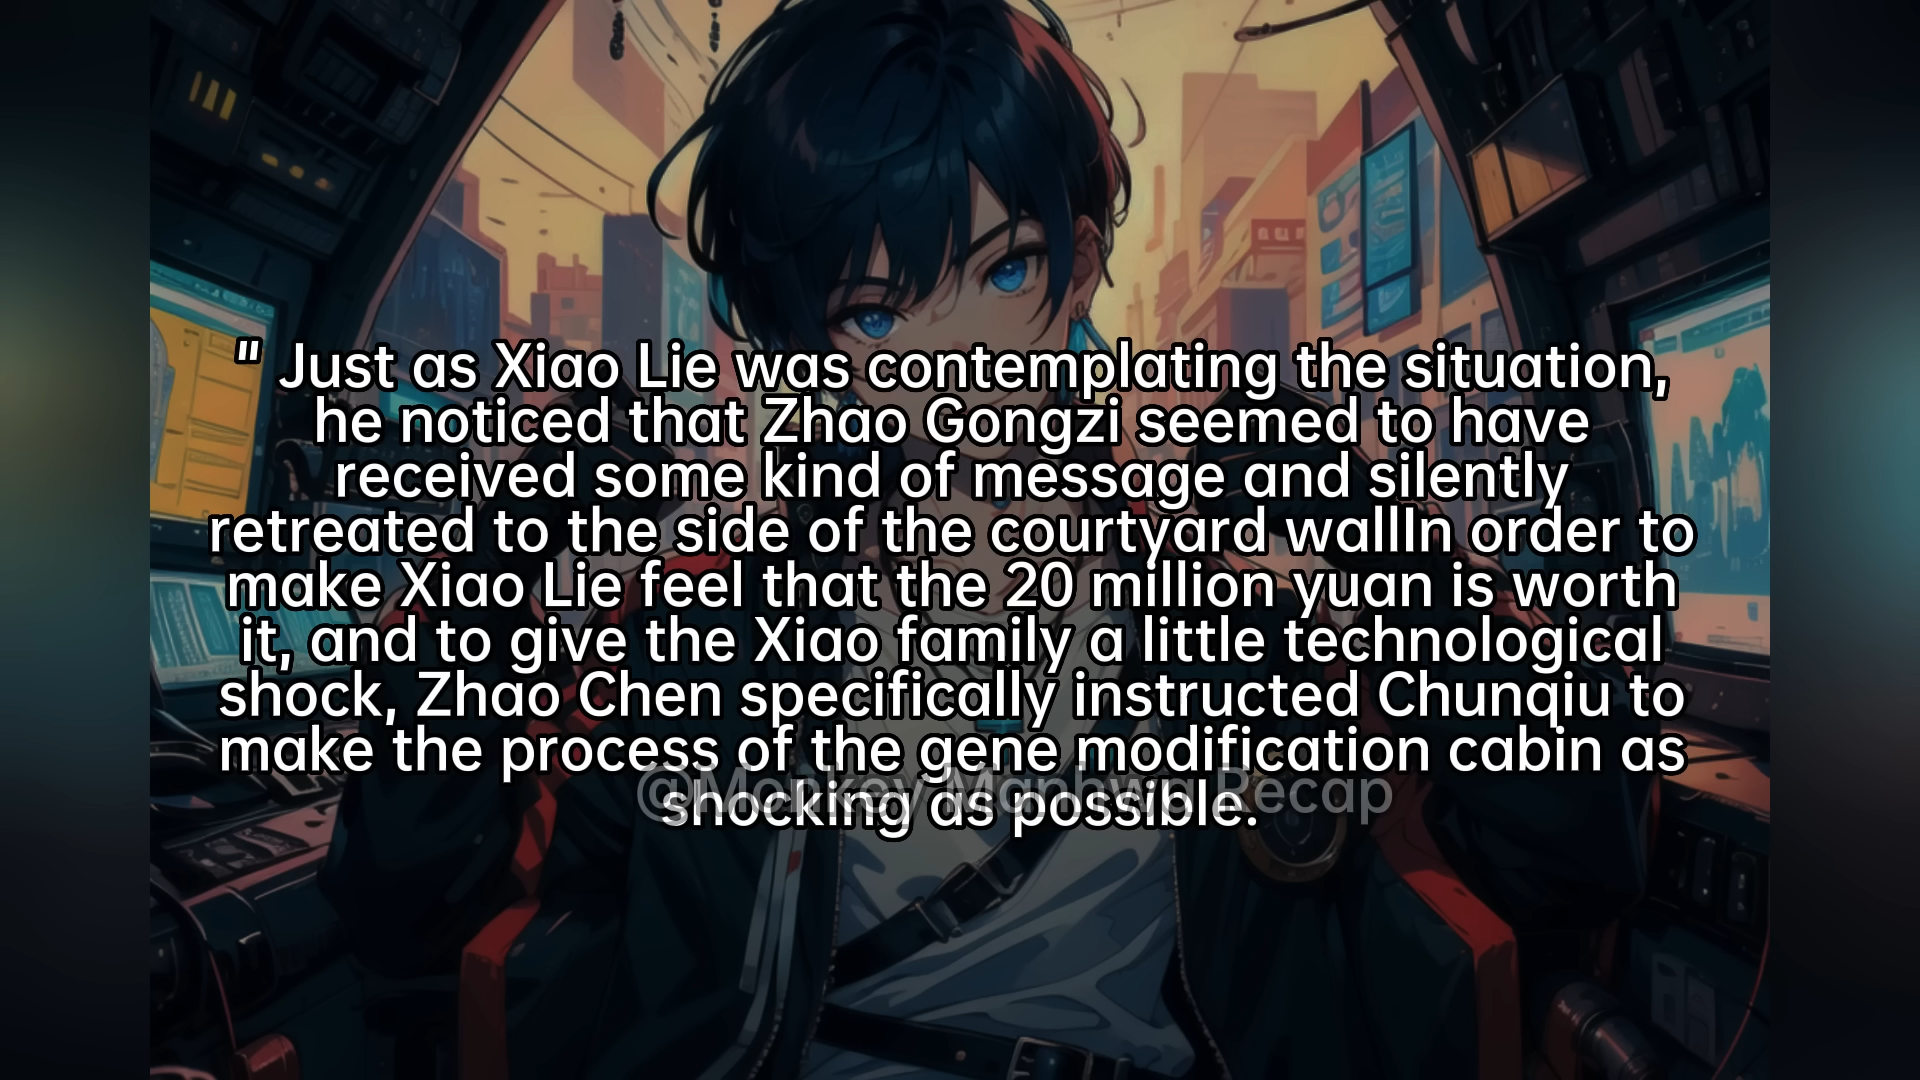 " Just as Xiao Lie was contemplating the situation,
he noticed that Zhao Gongzi seemed to have
received some kind of message and silently
retreated to the side of the courtyard wallIn order to
make Xiao Lie feel that the 20 million yuan is worth
it, and to give the Xiao family a little technological
shock, Zhao Chen specifically instructed Chunqiu to
make the process of the gene modification cabin as
@Monkey Manhwa Recap
shocking as possible.